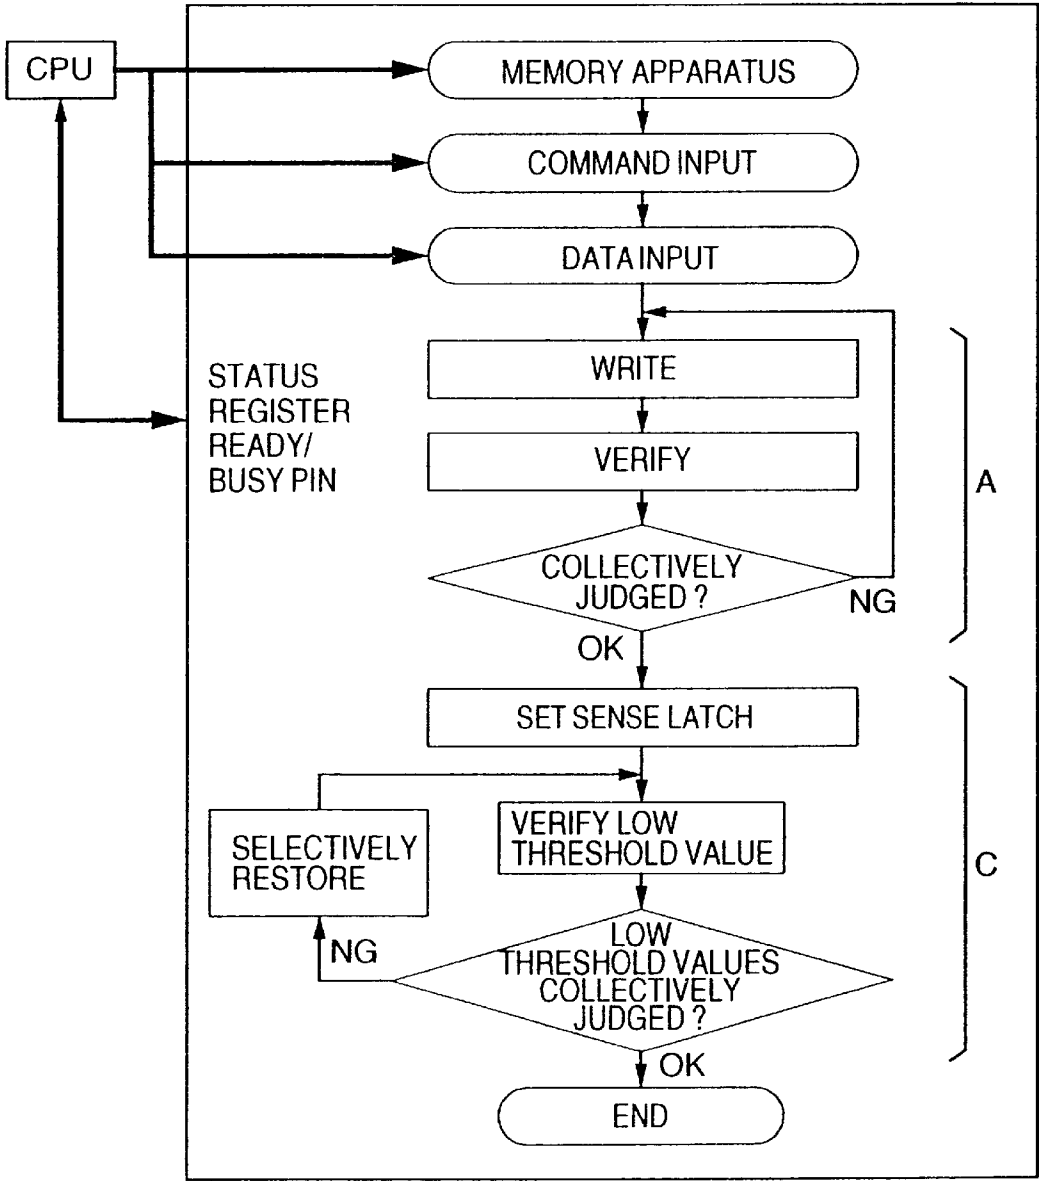 CPU
MEMORY APPARATUS
COMMAND INPUT
DATA INPUT
STATUS
REGISTER
READY/
BUSY PIN
WRITE
VERIFY
COLLECTIVELY
JUDGED ?
NG
OK
A
SET SENSE LATCH
SELECTIVELY
RESTORE
VERIFY LOW
THRESHOLD VALUE
C
NG
LOW
THRESHOLD VALUES
COLLECTIVELY
JUDGED ?
OK
END